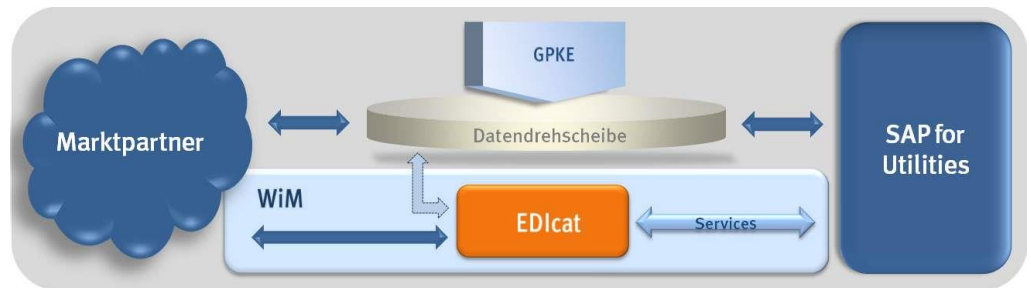 GPKE
Marktpartner
Datendrehscheibe
SAP for
Utilities
WiM
EDIcat
Services